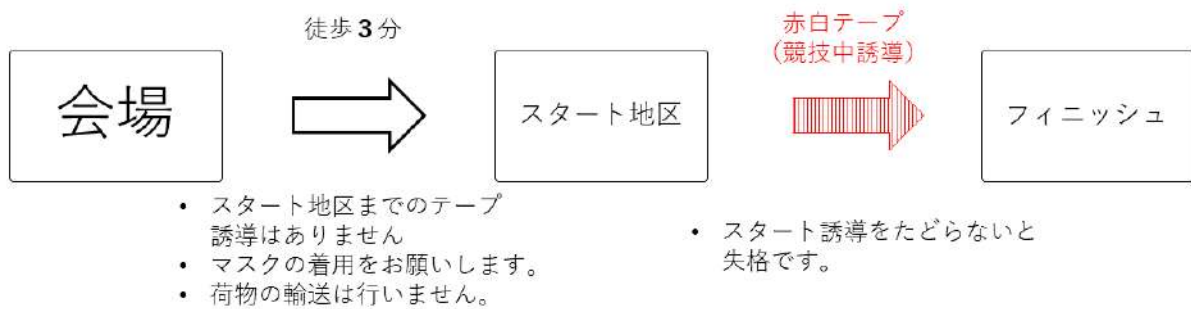 徒歩3分
赤白テープ
(競技中誘導)
会場
スタート地区
フィニッシュ
• スタート地区までのテープ
誘導はありません
• マスクの着用をお願いします。
• 荷物の輸送は行いません。
• スタート誘導をたどらないと
失格です。